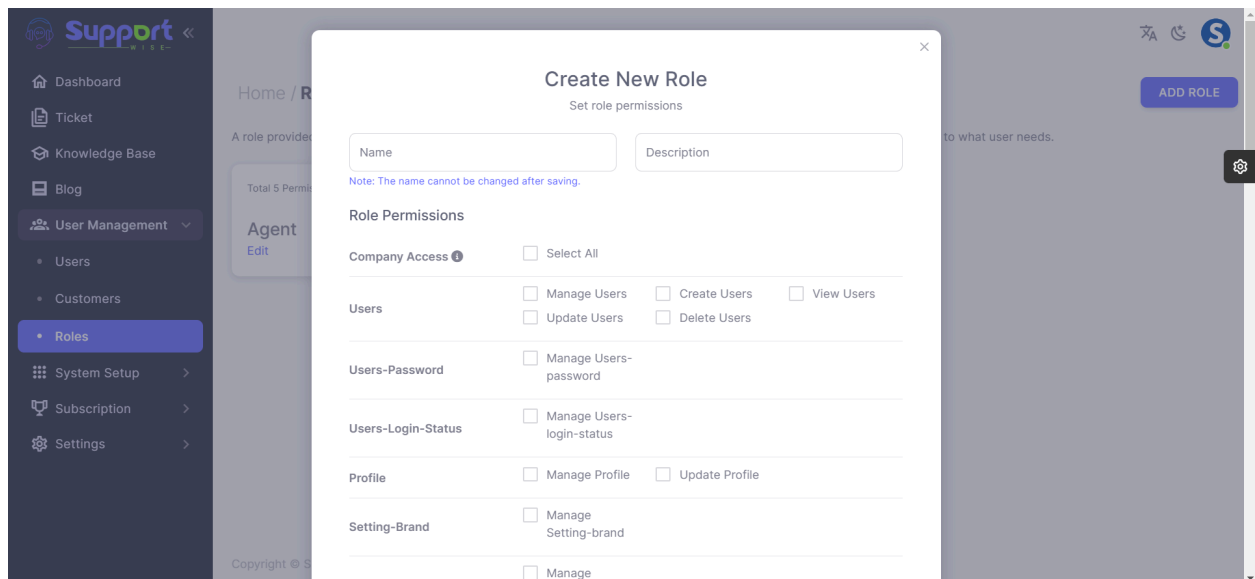 Support
WISE
Dashboard
Ticket
Knowledge Base
Blog
User Management
Users
Customers
Roles
System Setup
Subscription
Settings
Home / R
ADD ROLE
A role provided
to what user needs.
Total 5 Permis
Agent
Edit
Copyright © S
S
Create New Role
Set role permissions
Name
Description
Note: The name cannot be changed after saving.
Role Permissions
Company Access
Select All
Users
Manage Users
Create Users
View Users
Update Users
Delete Users
Users-Password
Manage Users-
password
Users-Login-Status
Manage Users-
login-status
Profile
Manage Profile
Update Profile
Setting-Brand
Manage
Setting-brand
Manage